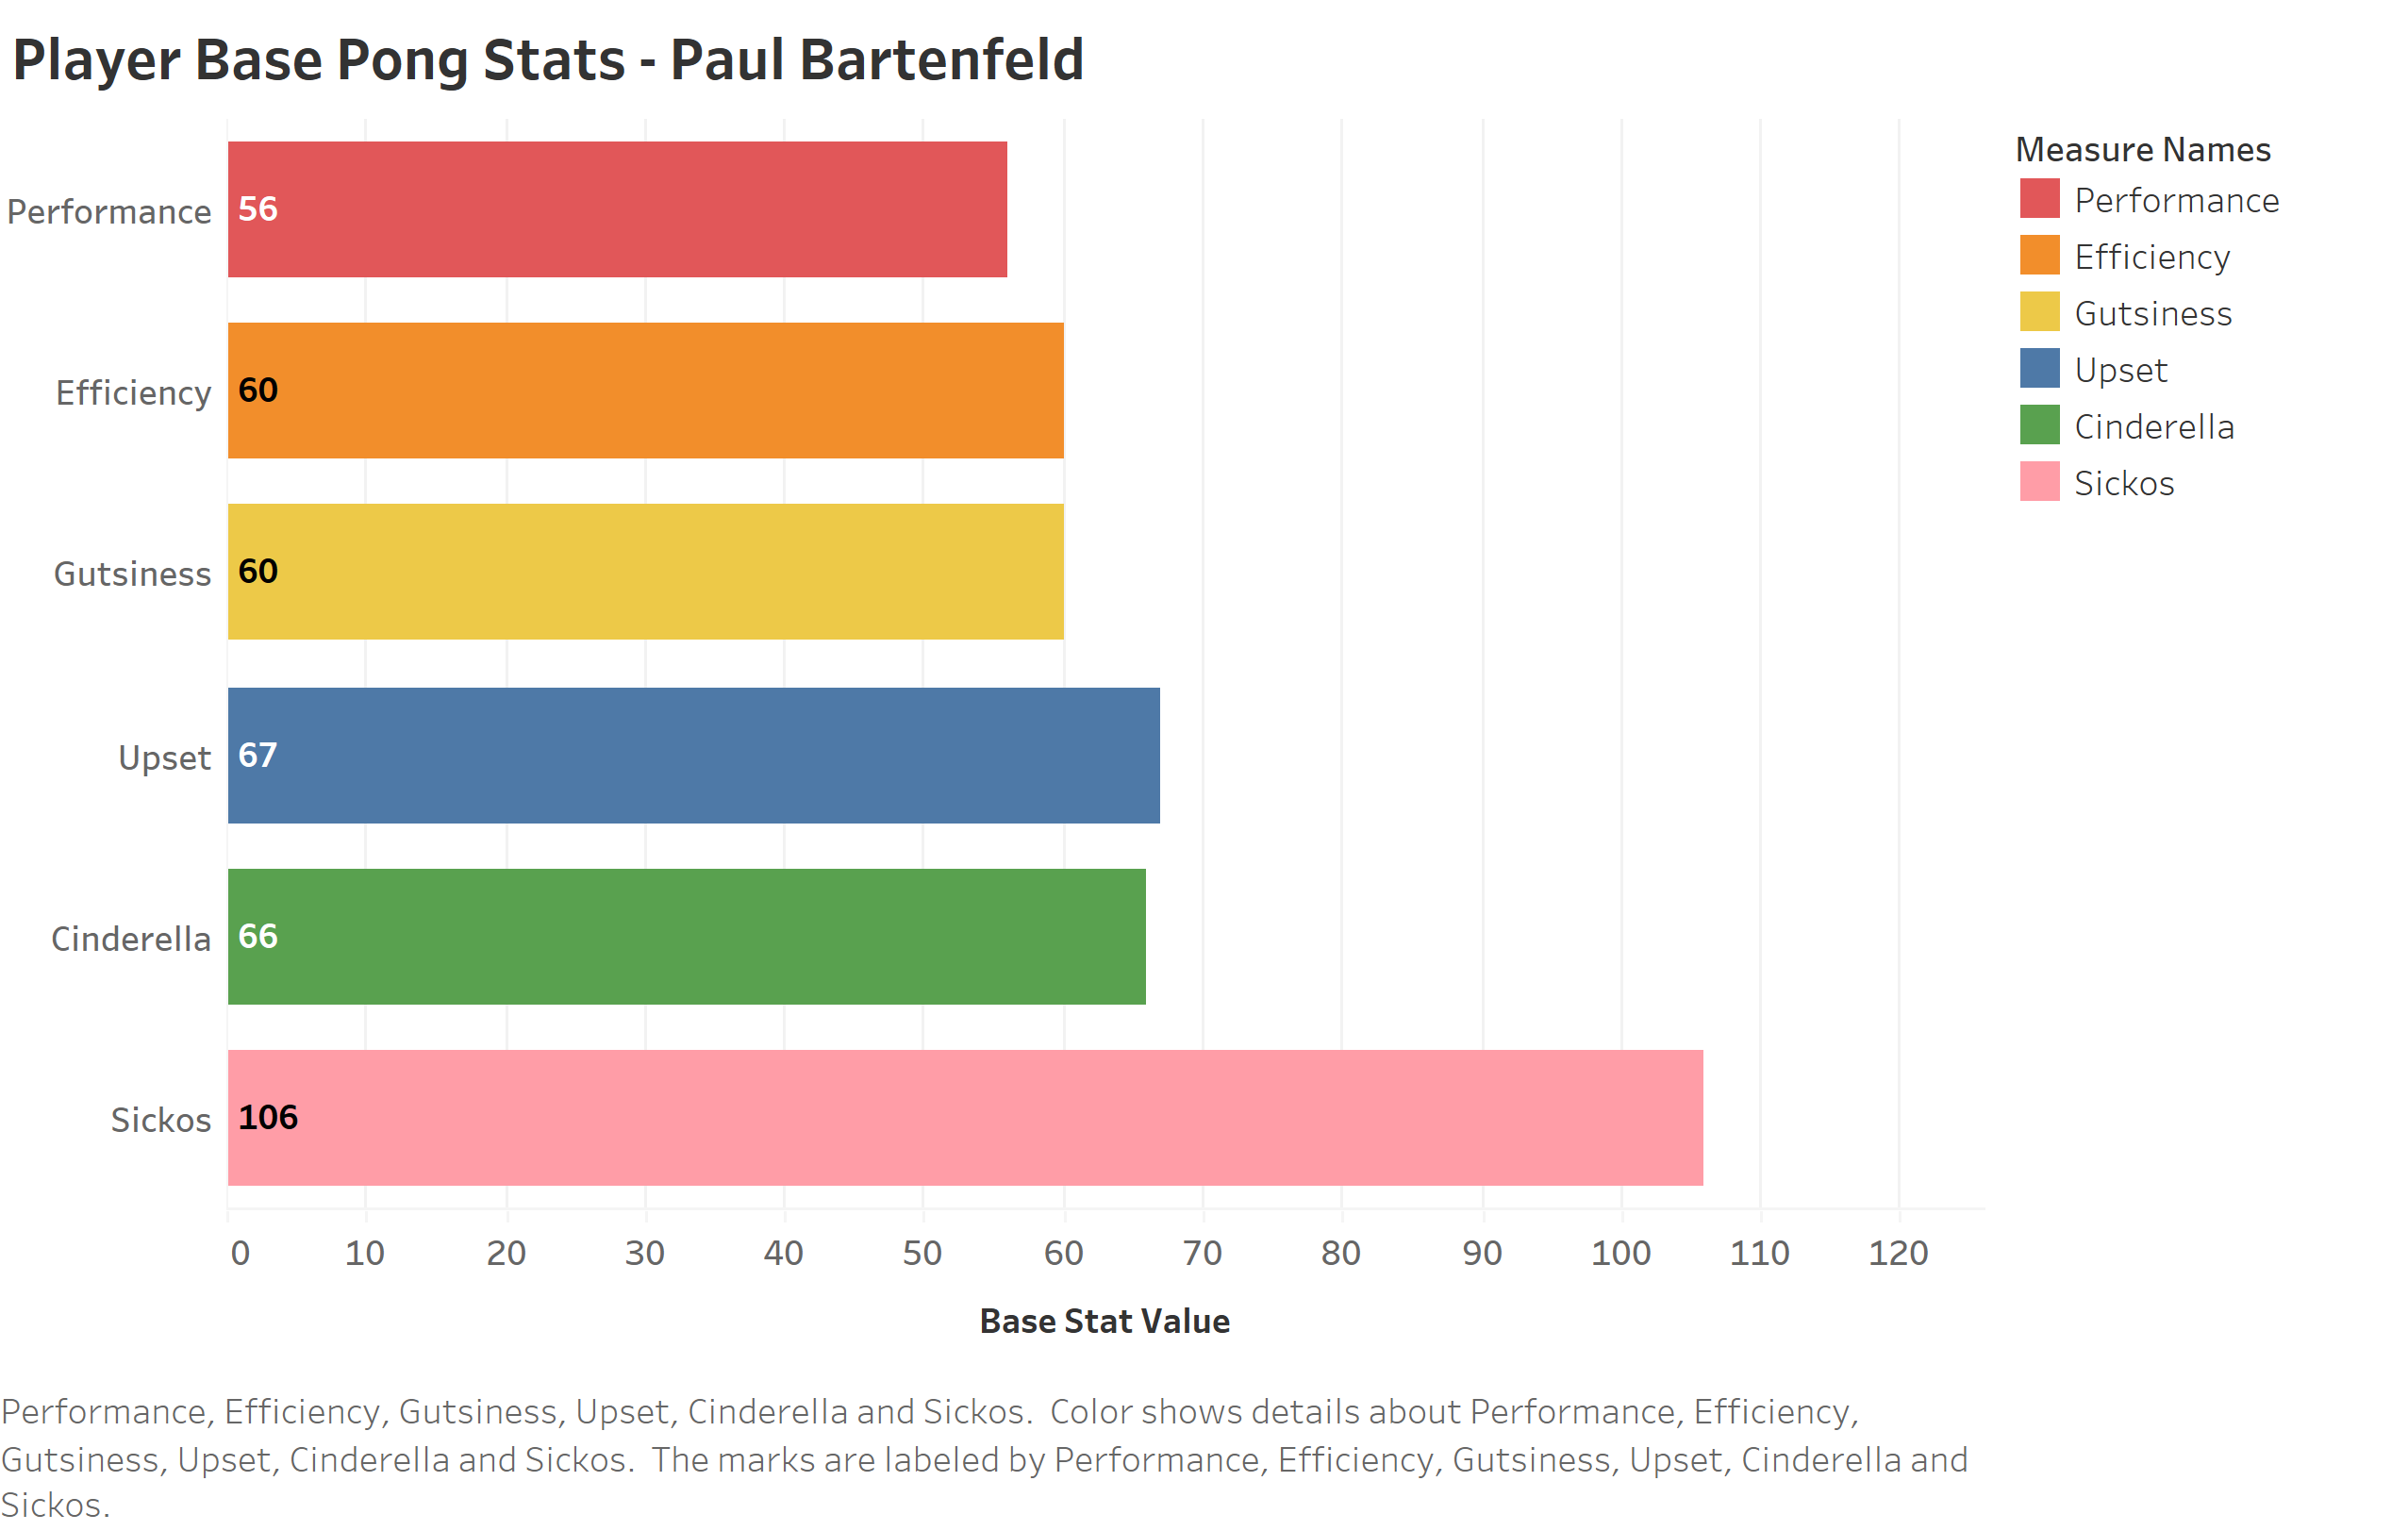 Player Base Pong Stats - Paul Bartenfeld
Performance
56
Efficiency
60
Gutsiness
60
Upset
67
Cinderella
66
Sickos
106
0 10 20 30 40 50 60 70 80 90 100 110 120
Base Stat Value
Measure Names
Performance
Efficiency
Gutsiness
Upset
Cinderella
Sickos
Performance, Efficiency, Gutsiness, Upset, Cinderella and Sickos.  Color shows details about Performance, Efficiency,
Gutsiness, Upset, Cinderella and Sickos.  The marks are labeled by Performance, Efficiency, Gutsiness, Upset, Cinderella and
Sickos.